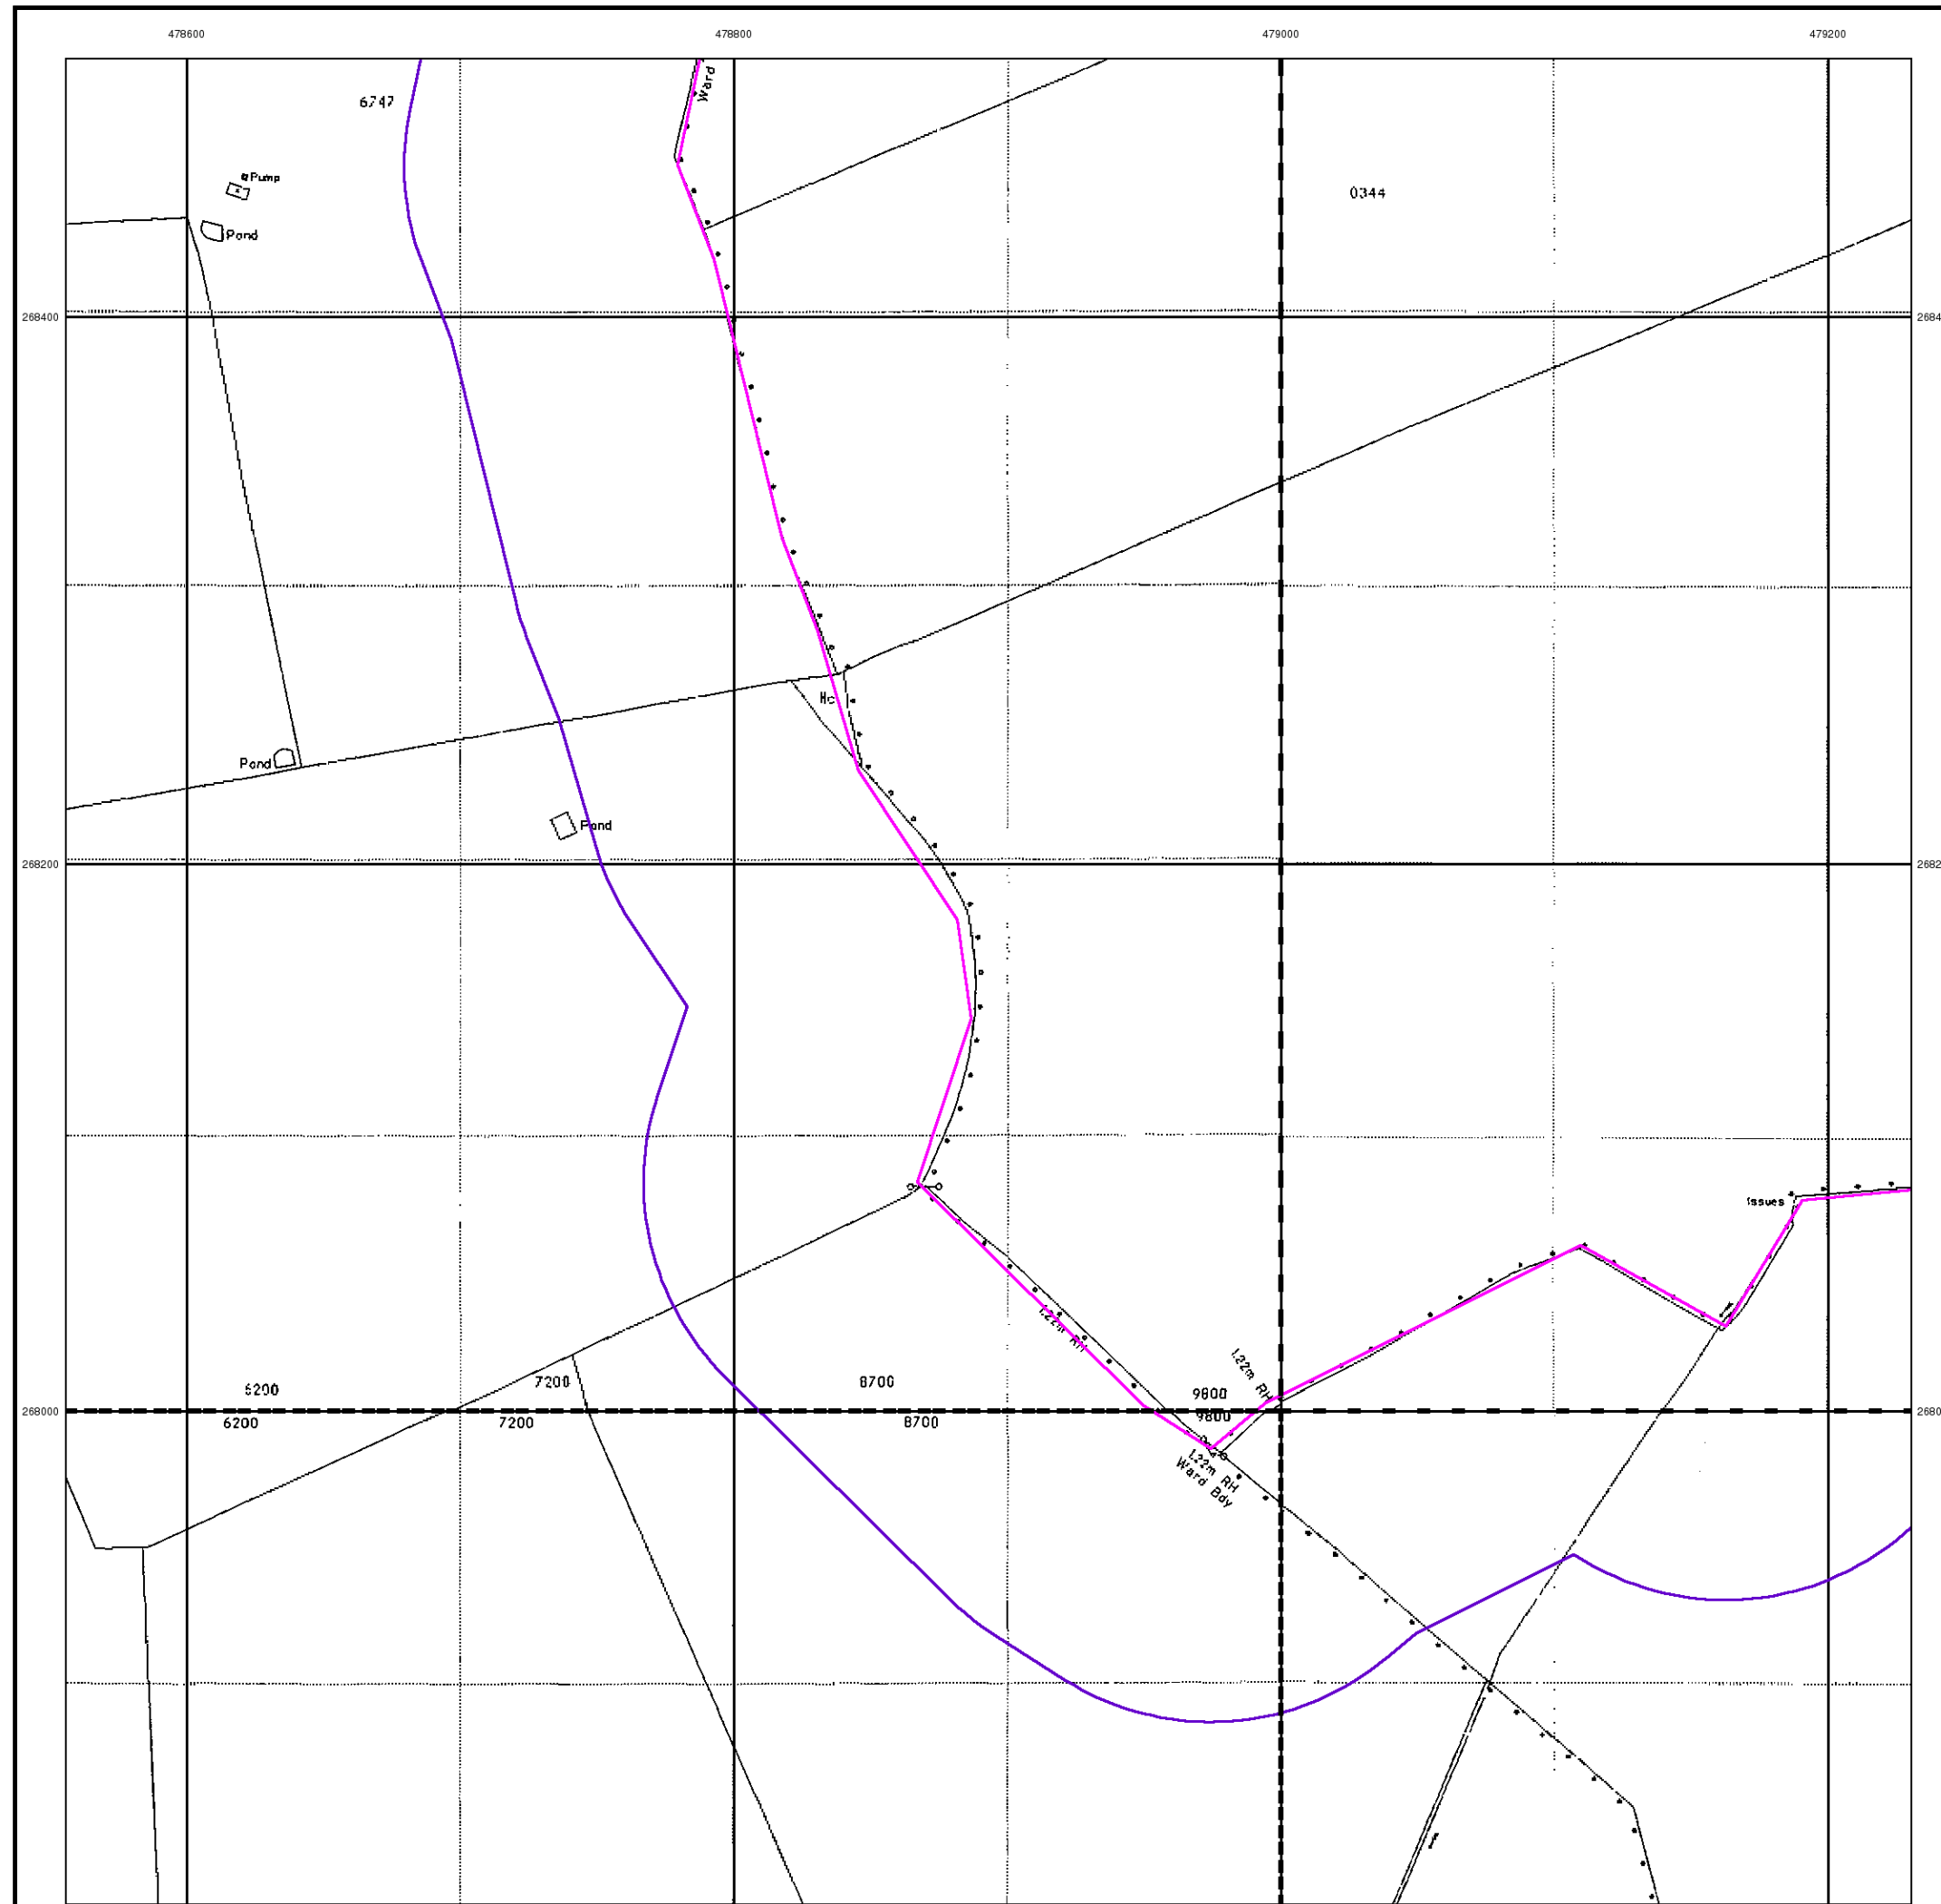 478600 478800 479000 479200
Ward
6747
Pump
0344
Pond
268400 2684
Hc
Pond
Pond
268200 2682
Issues
1.22m RH
1.22m RH
6200 7200 8700 9800
268000 2680
6200 7200 8700 9800
1.22m RH
Ward Bdy